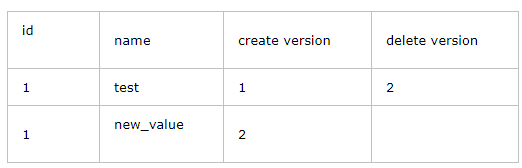 id name create version delete version
1 test 1 2
1 new_value 2